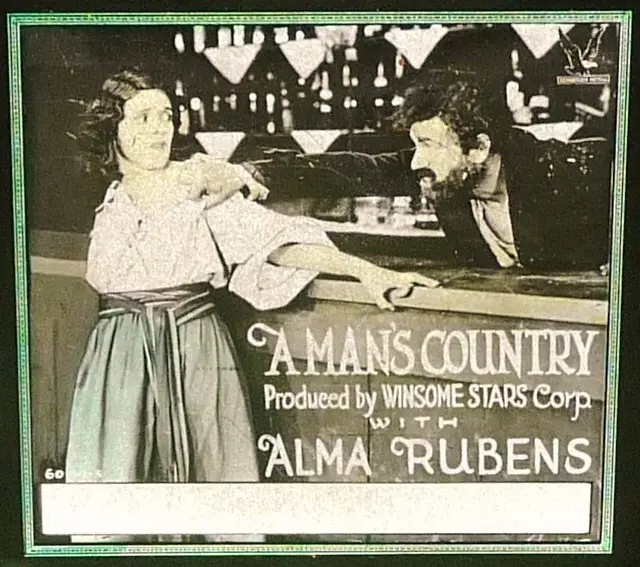 A MAN'S COUNTRY
Produced by WINSOME STARS Corp.
WITH
ALMA RUBENS